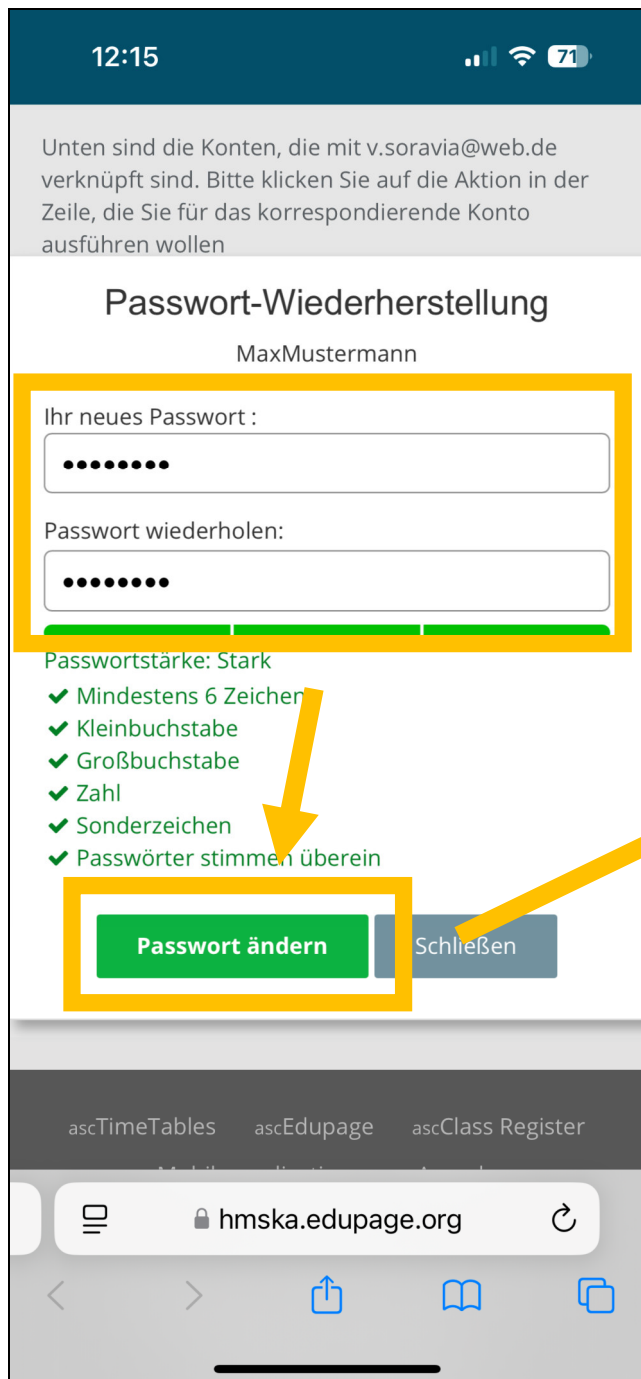 12:15
71
Unten sind die Konten, die mit v.soravia@web.de
verknüpft sind. Bitte klicken Sie auf die Aktion in der
Zeile, die Sie für das korrespondierende Konto
ausführen wollen
Passwort-Wiederherstellung
MaxMustermann
Ihr neues Passwort :
••••••••
Passwort wiederholen:
••••••••
Passwortstärke: Stark
✔ Mindestens 6 Zeichen
✔ Kleinbuchstabe
✔ Großbuchstabe
✔ Zahl
✔ Sonderzeichen
✔ Passwörter stimmen überein
Passwort ändern
Schließen
ascTimeTables ascEdupage ascClass Register
hmska.edupage.org